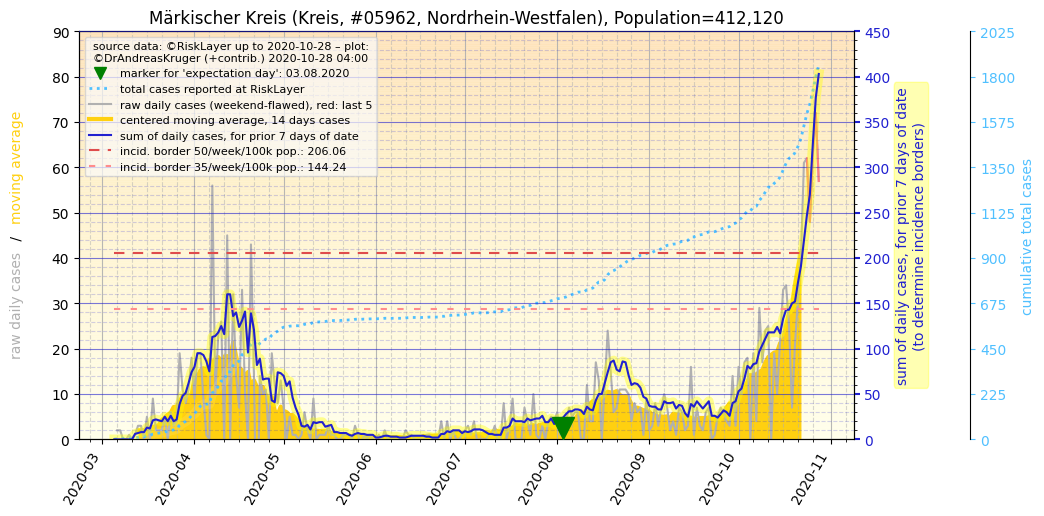 Märkischer Kreis (Kreis, #05962, Nordrhein-Westfalen), Population=412,120
source data: ©RiskLayer up to 2020-10-28 – plot:
©DrAndreasKruger (+contrib.) 2020-10-28 04:00
marker for 'expectation day': 03.08.2020
total cases reported at RiskLayer
raw daily cases (weekend-flawed), red: last 5
centered moving average, 14 days cases
sum of daily cases, for prior 7 days of date
incid. border 50/week/100k pop.: 206.06
incid. border 35/week/100k pop.: 144.24
raw daily cases / moving average
90
80
70
60
50
40
30
20
10
0
450
400
350
300
250
200
150
100
50
0
sum of daily cases, for prior 7 days of date
(to determine incidence borders)
2025
1800
1575
1350
1125
900
675
450
225
0
cumulative total cases
2020-03
2020-04
2020-05
2020-06
2020-07
2020-08
2020-09
2020-10
2020-11